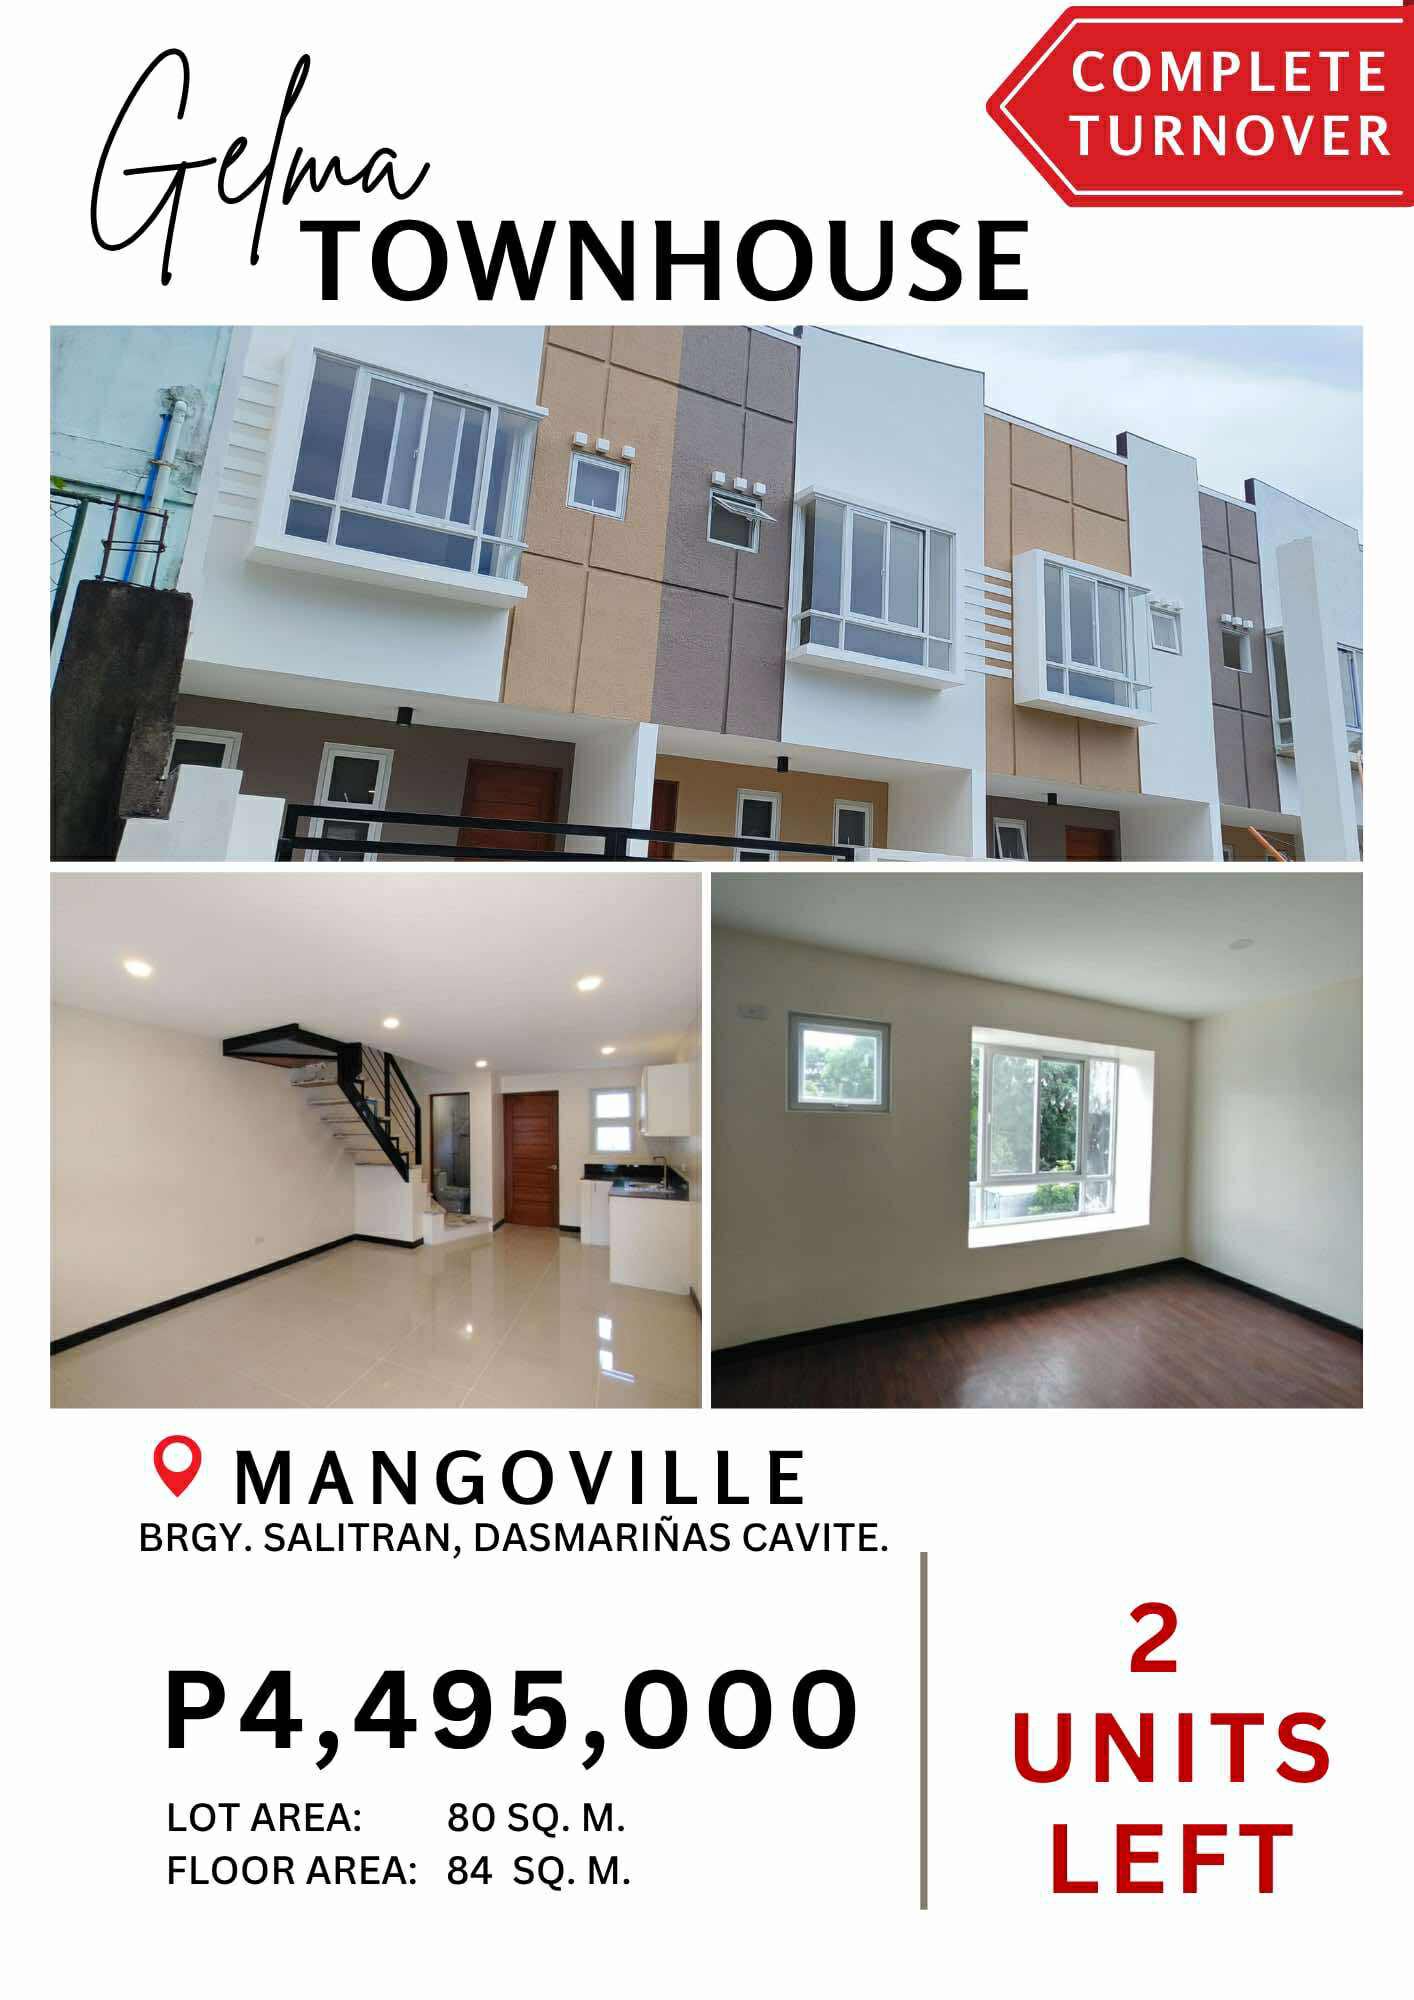 COMPLETE
TURNOVER
Gelma
TOWNHOUSE
MANGOVILLE
BRGY. SALITRAN, DASMARIÑAS CAVITE.
P4,495,000
LOT AREA: 80 SQ. M.
FLOOR AREA: 84 SQ. M.
2
UNITS
LEFT